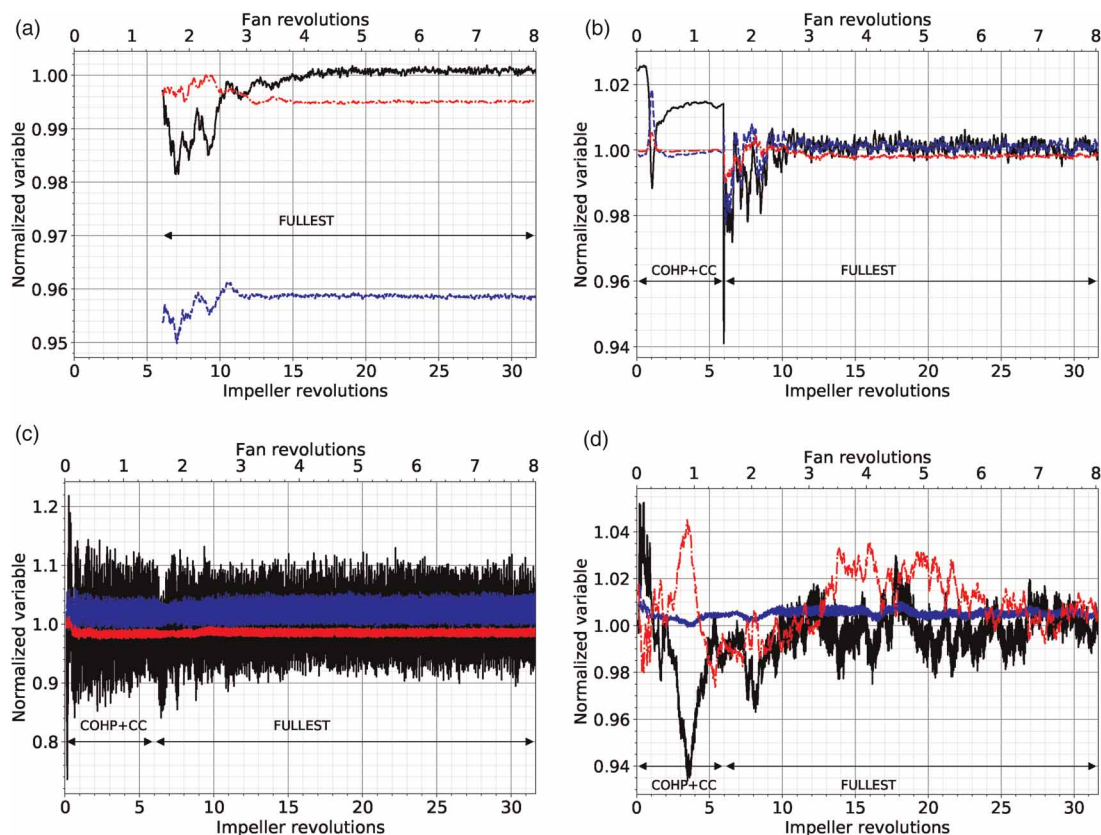 (a)
Fan revolutions
0 1 2 3 4 5 6 7 8
Normalized variable
1.00
0.99
0.98
0.97
0.96
0.95
FULLEST
0 5 10 15 20 25 30
Impeller revolutions
(b)
Fan revolutions
0 1 2 3 4 5 6 7 8
Normalized variable
1.02
1.00
0.98
0.96
0.94
COHP+CC
FULLEST
0 5 10 15 20 25 30
Impeller revolutions
(c)
Fan revolutions
0 1 2 3 4 5 6 7 8
Normalized variable
1.2
1.1
1.0
0.9
0.8
COHP+CC
FULLEST
0 5 10 15 20 25 30
Impeller revolutions
(d)
Fan revolutions
0 1 2 3 4 5 6 7 8
Normalized variable
1.04
1.02
1.00
0.98
0.96
0.94
COHP+CC
FULLEST
0 5 10 15 20 25 30
Impeller revolutions